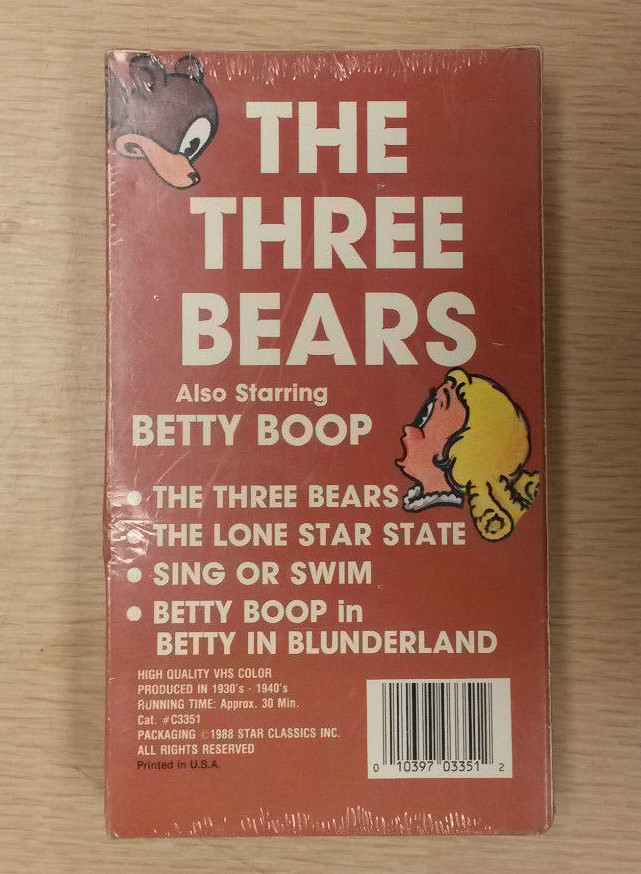 THE
THREE
BEARS
Also Starring
BETTY BOOP
• THE THREE BEARS
• THE LONE STAR STATE
• SING OR SWIM
• BETTY BOOP in
BETTY IN BLUNDERLAND
HIGH QUALITY VHS COLOR
PRODUCED IN 1930's - 1940's
RUNNING TIME: Approx. 30 Min.
Cat. #C3351
PACKAGING ©1988 STAR CLASSICS INC.
ALL RIGHTS RESERVED
Printed in U.S.A.
0 10397 03351 2